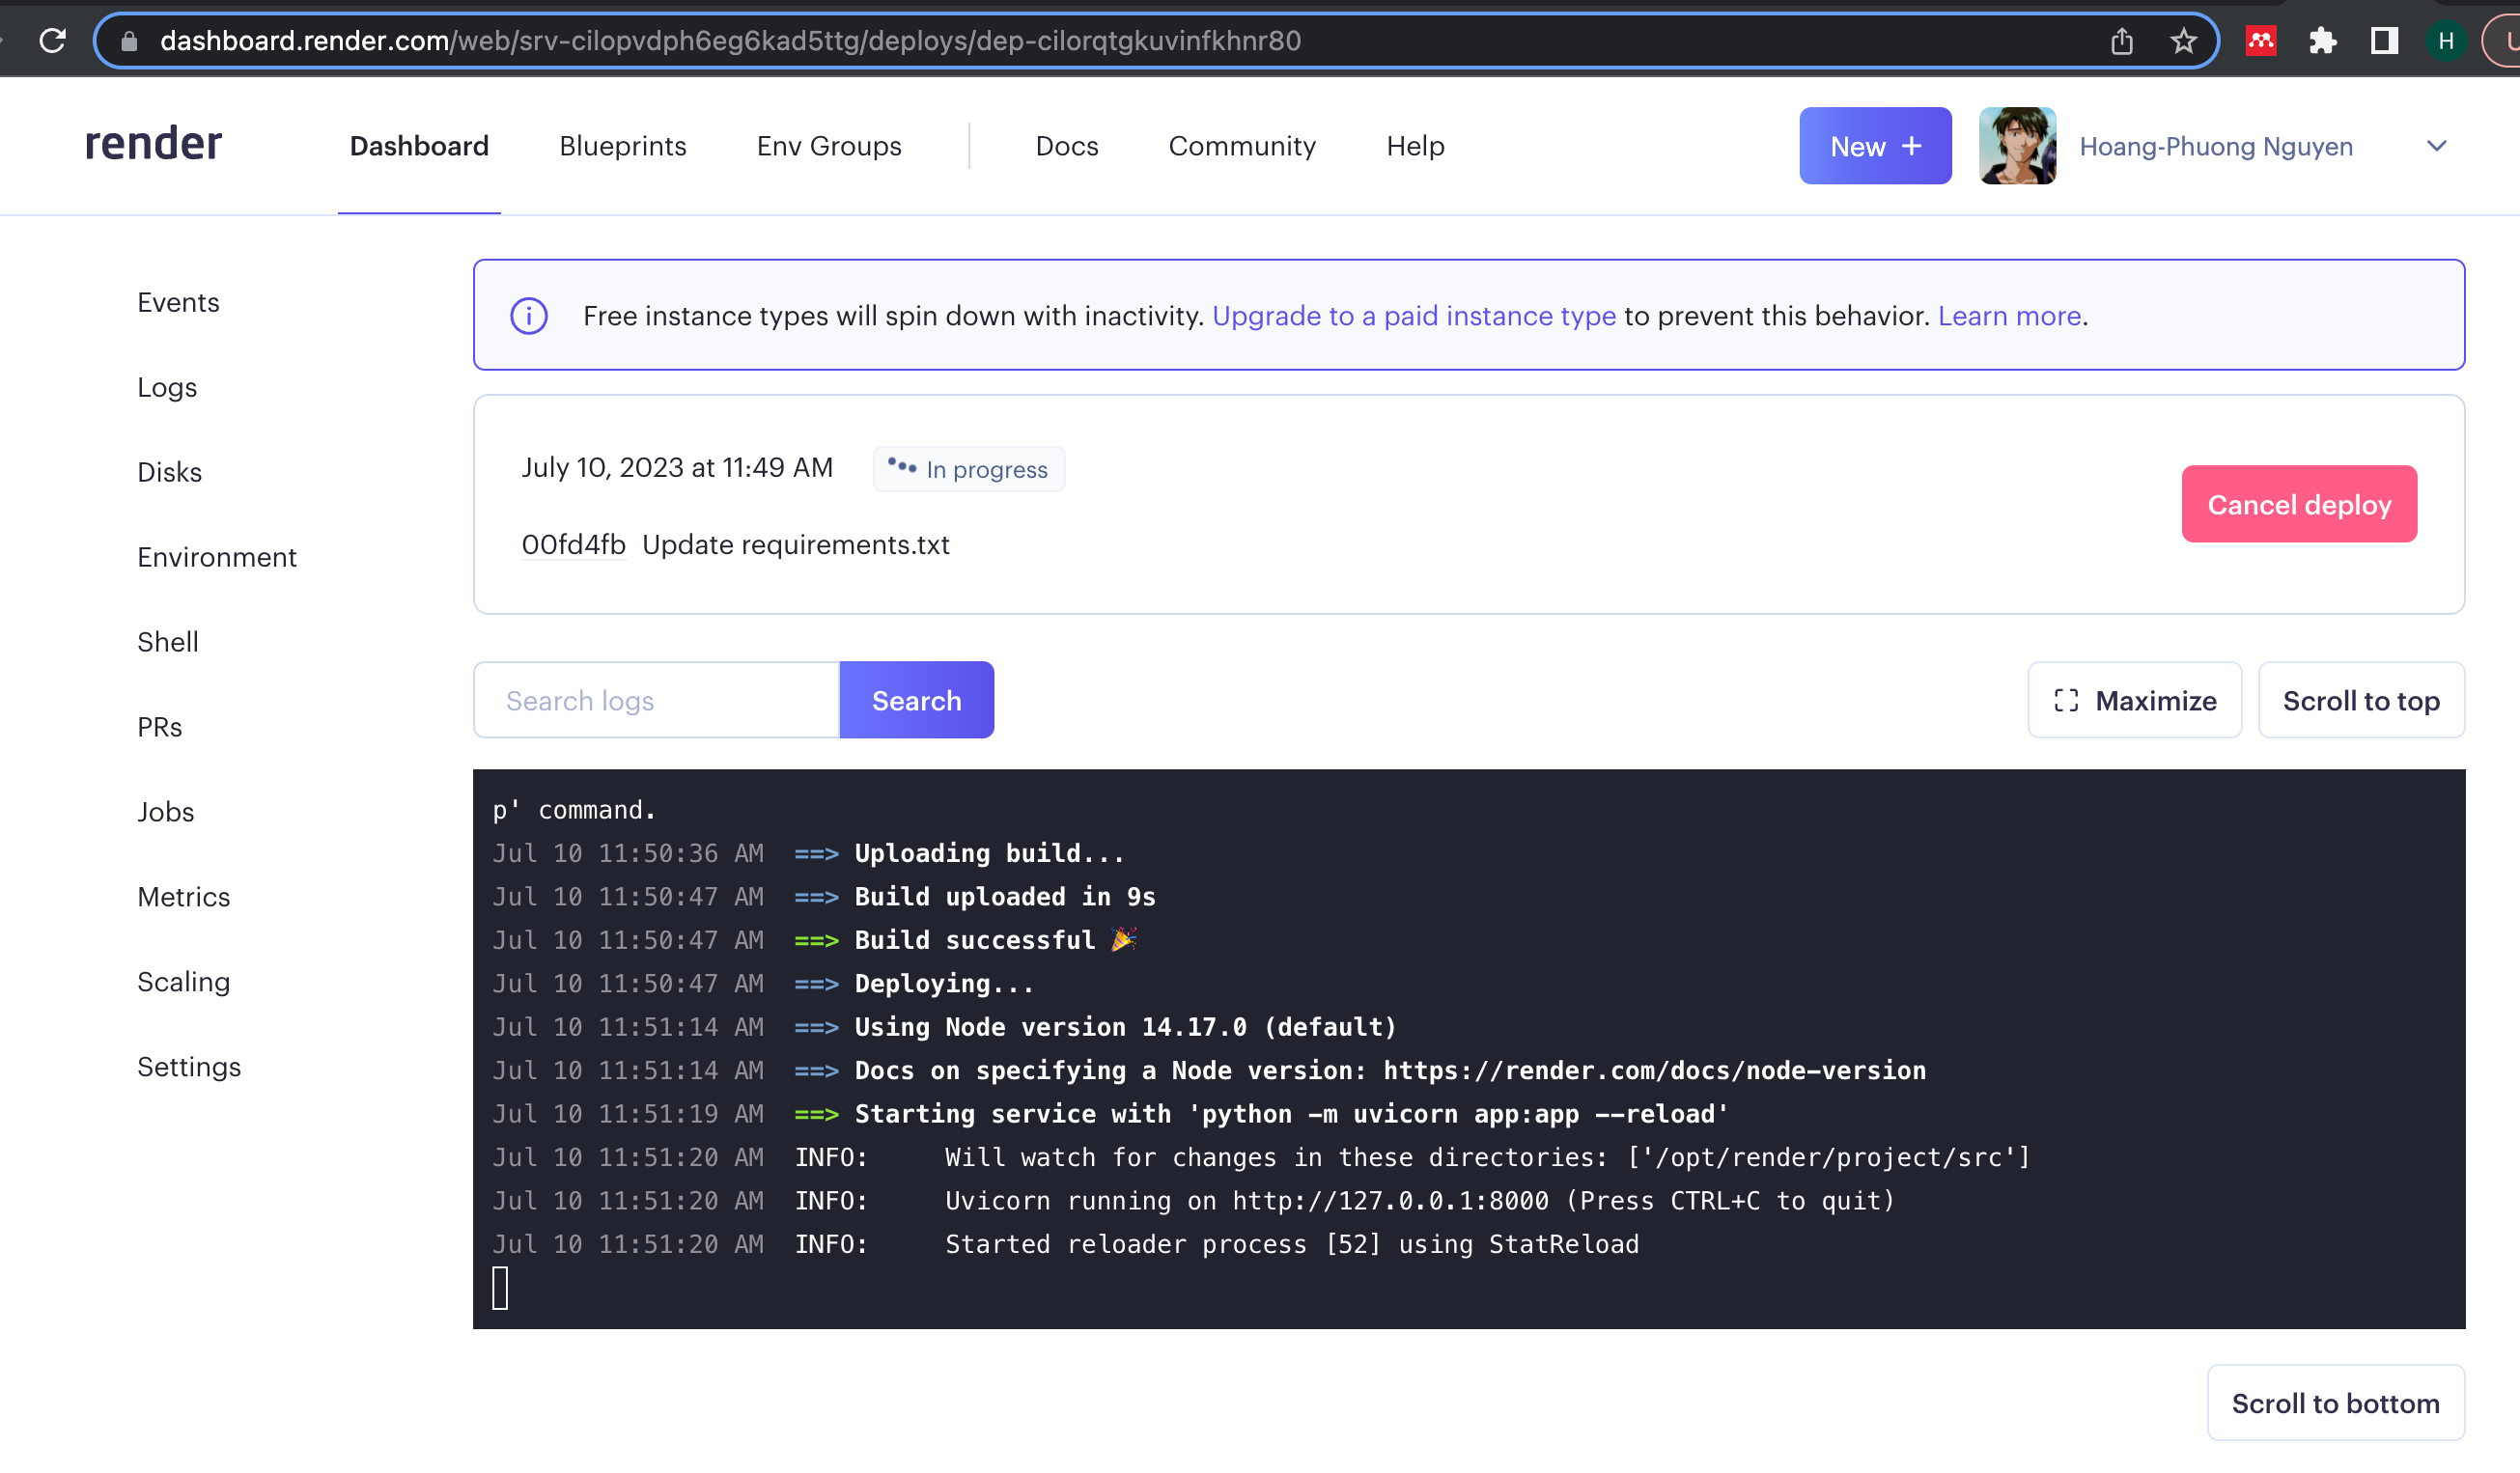 dashboard.render.com/web/srv-cilopvdph6eg6kad5ttg/deploys/dep-cilorqtgkuvinfkhnr80
H
render
Dashboard
Blueprints
Env Groups
Docs
Community
Help
New +
Hoang-Phuong Nguyen
Events
Logs
Disks
Environment
Shell
PRs
Jobs
Metrics
Scaling
Settings
Free instance types will spin down with inactivity. Upgrade to a paid instance type to prevent this behavior. Learn more.
July 10, 2023 at 11:49 AM
In progress
00fd4fb Update requirements.txt
Cancel deploy
Search logs
Search
Maximize
Scroll to top
p' command.
Jul 10 11:50:36 AM ==> Uploading build...
Jul 10 11:50:47 AM ==> Build uploaded in 9s
Jul 10 11:50:47 AM ==> Build successful 🎉
Jul 10 11:50:47 AM ==> Deploying...
Jul 10 11:51:14 AM ==> Using Node version 14.17.0 (default)
Jul 10 11:51:14 AM ==> Docs on specifying a Node version: https://render.com/docs/node-version
Jul 10 11:51:19 AM ==> Starting service with 'python -m uvicorn app:app --reload'
Jul 10 11:51:20 AM INFO: Will watch for changes in these directories: ['/opt/render/project/src']
Jul 10 11:51:20 AM INFO: Uvicorn running on http://127.0.0.1:8000 (Press CTRL+C to quit)
Jul 10 11:51:20 AM INFO: Started reloader process [52] using StatReload
Scroll to bottom